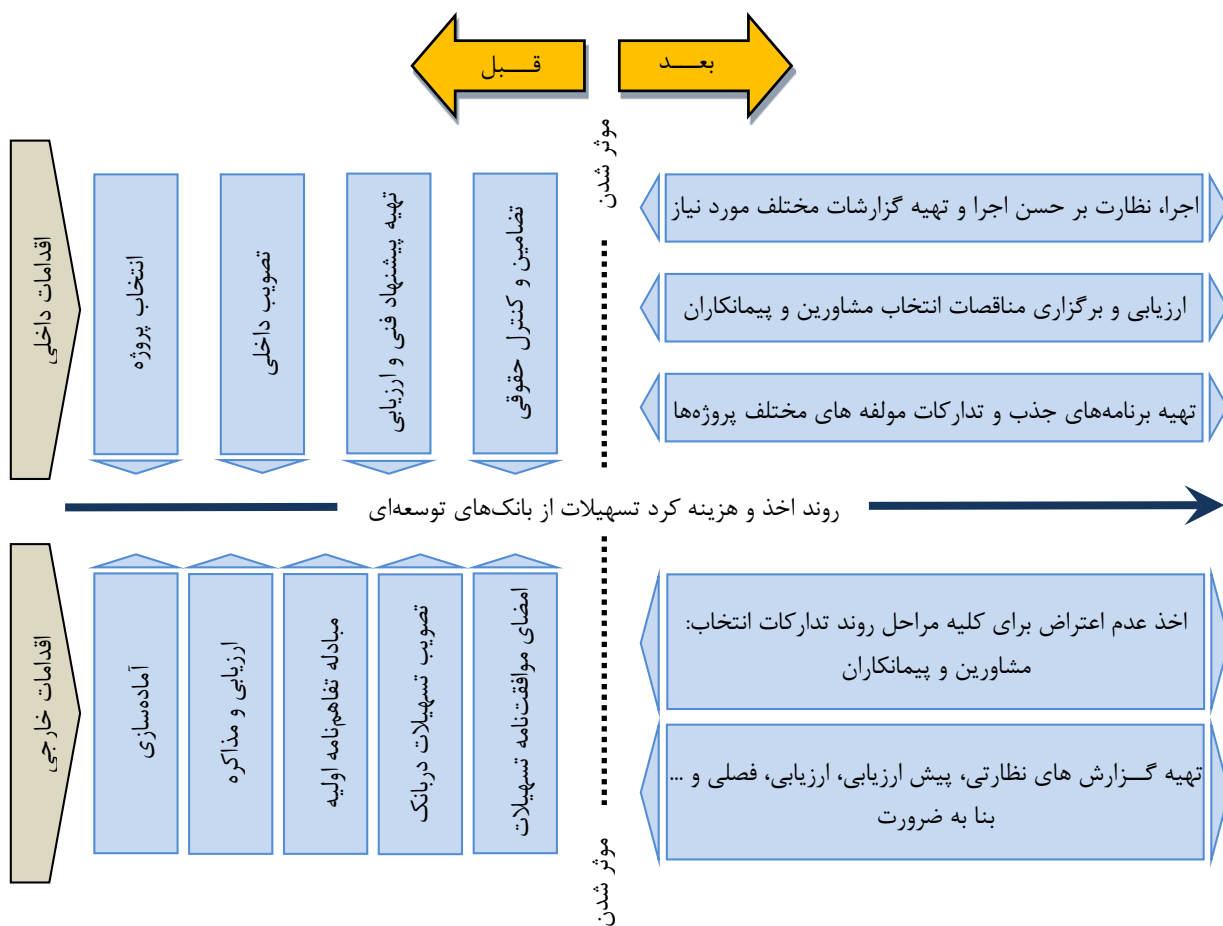 قـــــبل
بعـــــد
موثر شدن
اقدامات داخلی
انتخاب پروژه
تصویب داخلی
تهیه پیشنهاد فنی و ارزیابی
تضامین و کنترل حقوقی
اجرا، نظارت بر حسن اجرا و تهیه گزارشات مختلف مورد نیاز
ارزیابی و برگزاری مناقصات انتخاب مشاورین و پیمانکاران
تهیه برنامه‌های جذب و تدارکات مولفه های مختلف پروژه‌ها
روند اخذ و هزینه کرد تسهیلات از بانک‌های توسعه‌ای
اقدامات خارجی
آماده‌سازی
ارزیابی و مذاکره
مبادله تفاهم‌نامه اولیه
تصویب تسهیلات دربانک
امضای موافقت‌نامه تسهیلات
اخذ عدم اعتراض برای کلیه مراحل روند تدارکات انتخاب:
مشاورین و پیمانکاران
تهیه گـــزارش های نظارتی، پیش ارزیابی، ارزیابی، فصلی و ...
بنا به ضرورت
موثر شدن